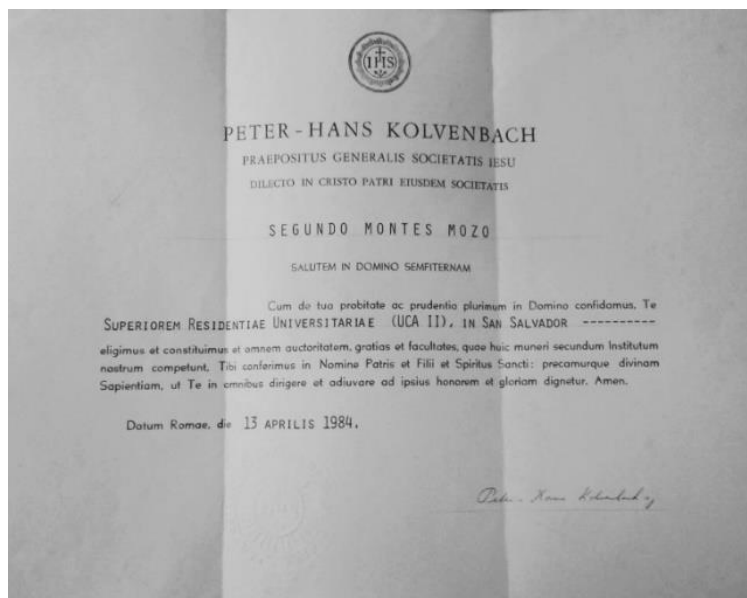 IHS
PETER-HANS KOLVENBACH
PRAEPOSITUS GENERALIS SOCIETATIS IESU
DILECTO IN CRISTO PATRI EIUSDEM SOCIETATIS
SEGUNDO MONTES MOZO
SALUTEM IN DOMINO SEMPITERNAM
Cum de tua probitate ac prudentia plurimum in Domino confidamus, Te
SUPERIOREM RESIDENTIAE UNIVERSITARIAE (UCA II), IN SAN SALVADOR ----------
eligimus et constituimus et omnem auctoritatem, gratias et facultates, quae huic muneri secundum Institutum
nostrum competunt, Tibi conferimus in Nomine Patris et Filii et Spiritus Sancti: precamurque divinam
Sapientiam, ut Te in omnibus dirigere et adiuvare ad ipsius honorem et gloriam dignetur. Amen.
Datum Romae, die 13 APRILIS 1984.
Peter-Hans Kolvenbach sj